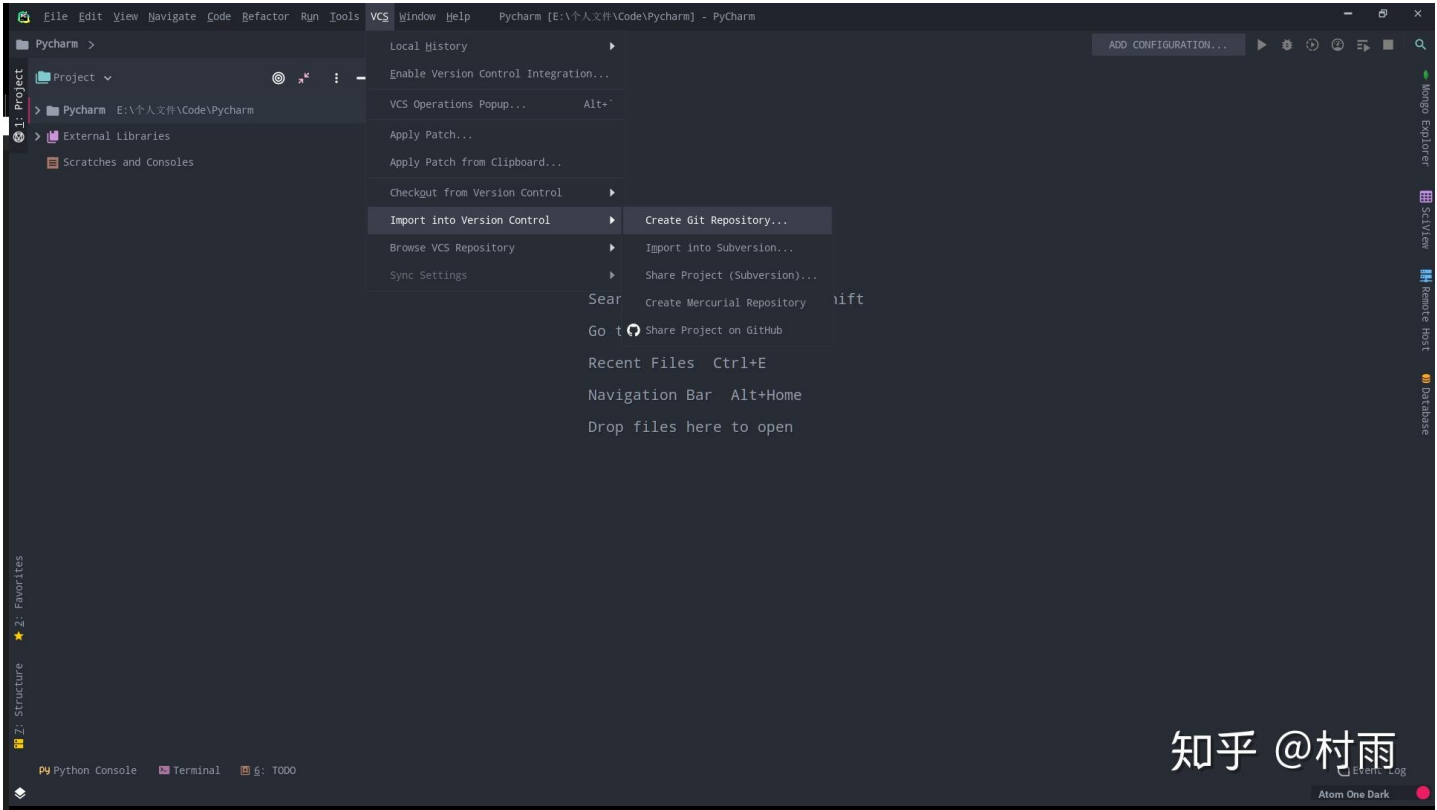 File Edit View Navigate Code Refactor Run Tools VCS Window Help Pycharm [E:\个人文件\Code\Pycharm] - PyCharm
Pycharm
ADD CONFIGURATION...
Project
Pycharm E:\个人文件\Code\Pycharm
External Libraries
Scratches and Consoles
Local History
Enable Version Control Integration...
VCS Operations Popup... Alt+`
Apply Patch...
Apply Patch from Clipboard...
Checkout from Version Control
Import into Version Control
Browse VCS Repository
Sync Settings
Create Git Repository...
Import into Subversion...
Share Project (Subversion)...
Create Mercurial Repository
Share Project on GitHub
Go
Recent Files Ctrl+E
Navigation Bar Alt+Home
Drop files here to open
1: Project
2: Favorites
Z: Structure
Mongo Explorer
SciView
Remote Host
Database
知乎 @村雨
Python Console Terminal 6: TODO
Event Log
Atom One Dark